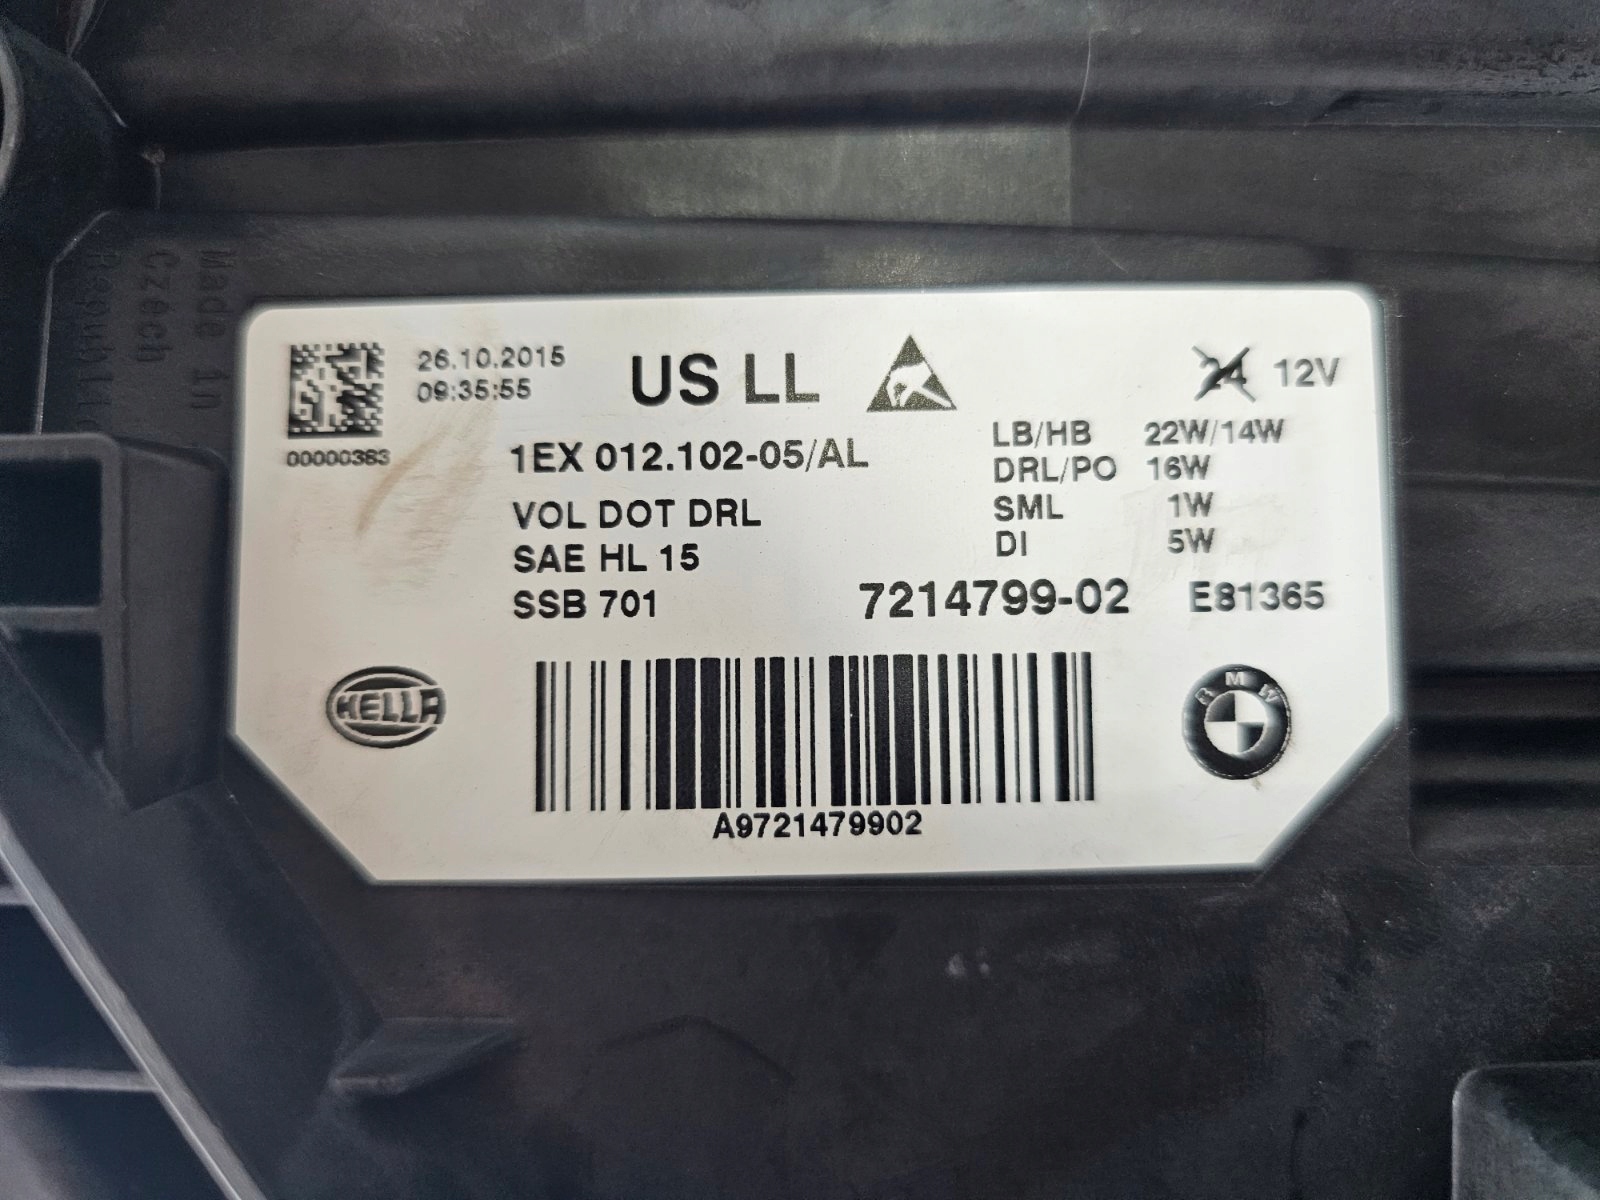 Made in
Czech
Republic
26.10.2015
09:35:55
00000363
US LL
24 12V
1EX 012.102-05/AL
VOL DOT DRL
SAE HL 15
SSB 701
LB/HB 22W/14W
DRL/PO 16W
SML 1W
DI 5W
7214799-02 E81365
HELLA
BMW
A9721479902